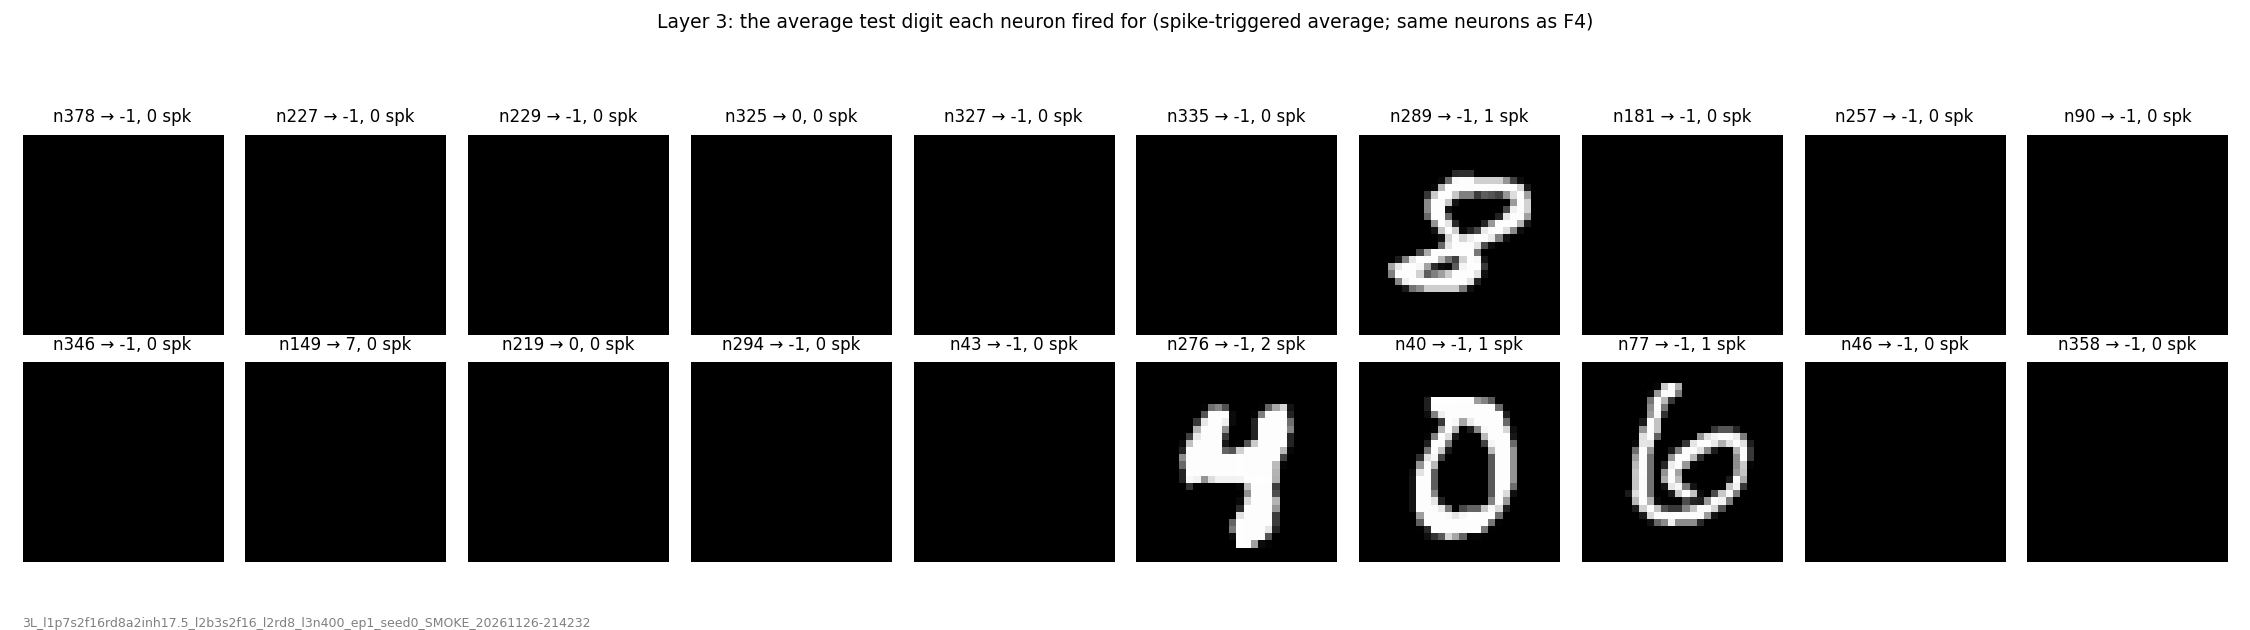 Layer 3: the average test digit each neuron fired for (spike-triggered average; same neurons as F4)
n378 → -1, 0 spk n227 → -1, 0 spk n229 → -1, 0 spk n325 → 0, 0 spk n327 → -1, 0 spk n335 → -1, 0 spk n289 → -1, 1 spk n181 → -1, 0 spk n257 → -1, 0 spk n90 → -1, 0 spk
8
n346 → -1, 0 spk n149 → 7, 0 spk n219 → 0, 0 spk n294 → -1, 0 spk n43 → -1, 0 spk n276 → -1, 2 spk n40 → -1, 1 spk n77 → -1, 1 spk n46 → -1, 0 spk n358 → -1, 0 spk
4 0 6
3L_l1p7s2f16rd8a2inh17.5_l2b3s2f16_l2rd8_l3n400_ep1_seed0_SMOKE_20261126-214232